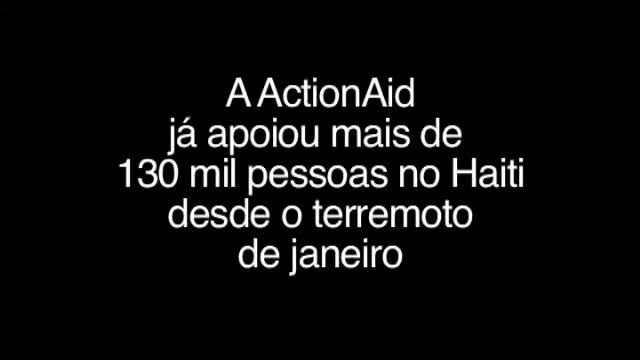 A ActionAid
já apoiou mais de
130 mil pessoas no Haiti
desde o terremoto
de janeiro